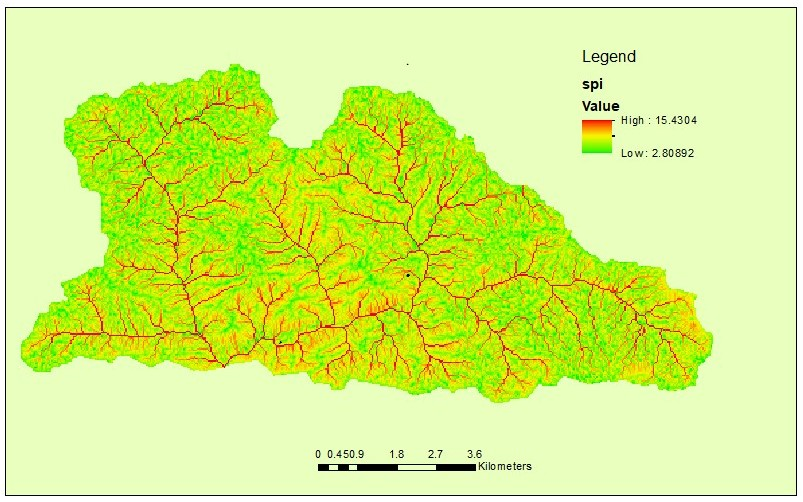 Legend
spi
Value
High : 15.4304
Low : 2.80892
0 0.450.9 1.8 2.7 3.6
Kilometers